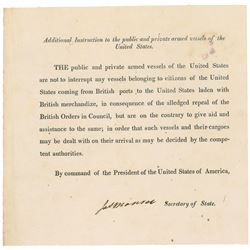 Additional Instruction to the public and private armed vessels of the
United States.
THE public and private armed vessels of the United States
are not to interrupt any vessels belonging to citizens of the United
States coming from British ports to the United States laden with
British merchandize, in consequence of the alledged repeal of the
British Orders in Council, but are on the contrary to give aid and
assistance to the same; in order that such vessels and their cargoes
may be dealt with on their arrival as may be decided by the com-
petent authorities.
By command of the President of the United States of America,
Jas Monroe Secretary of State.